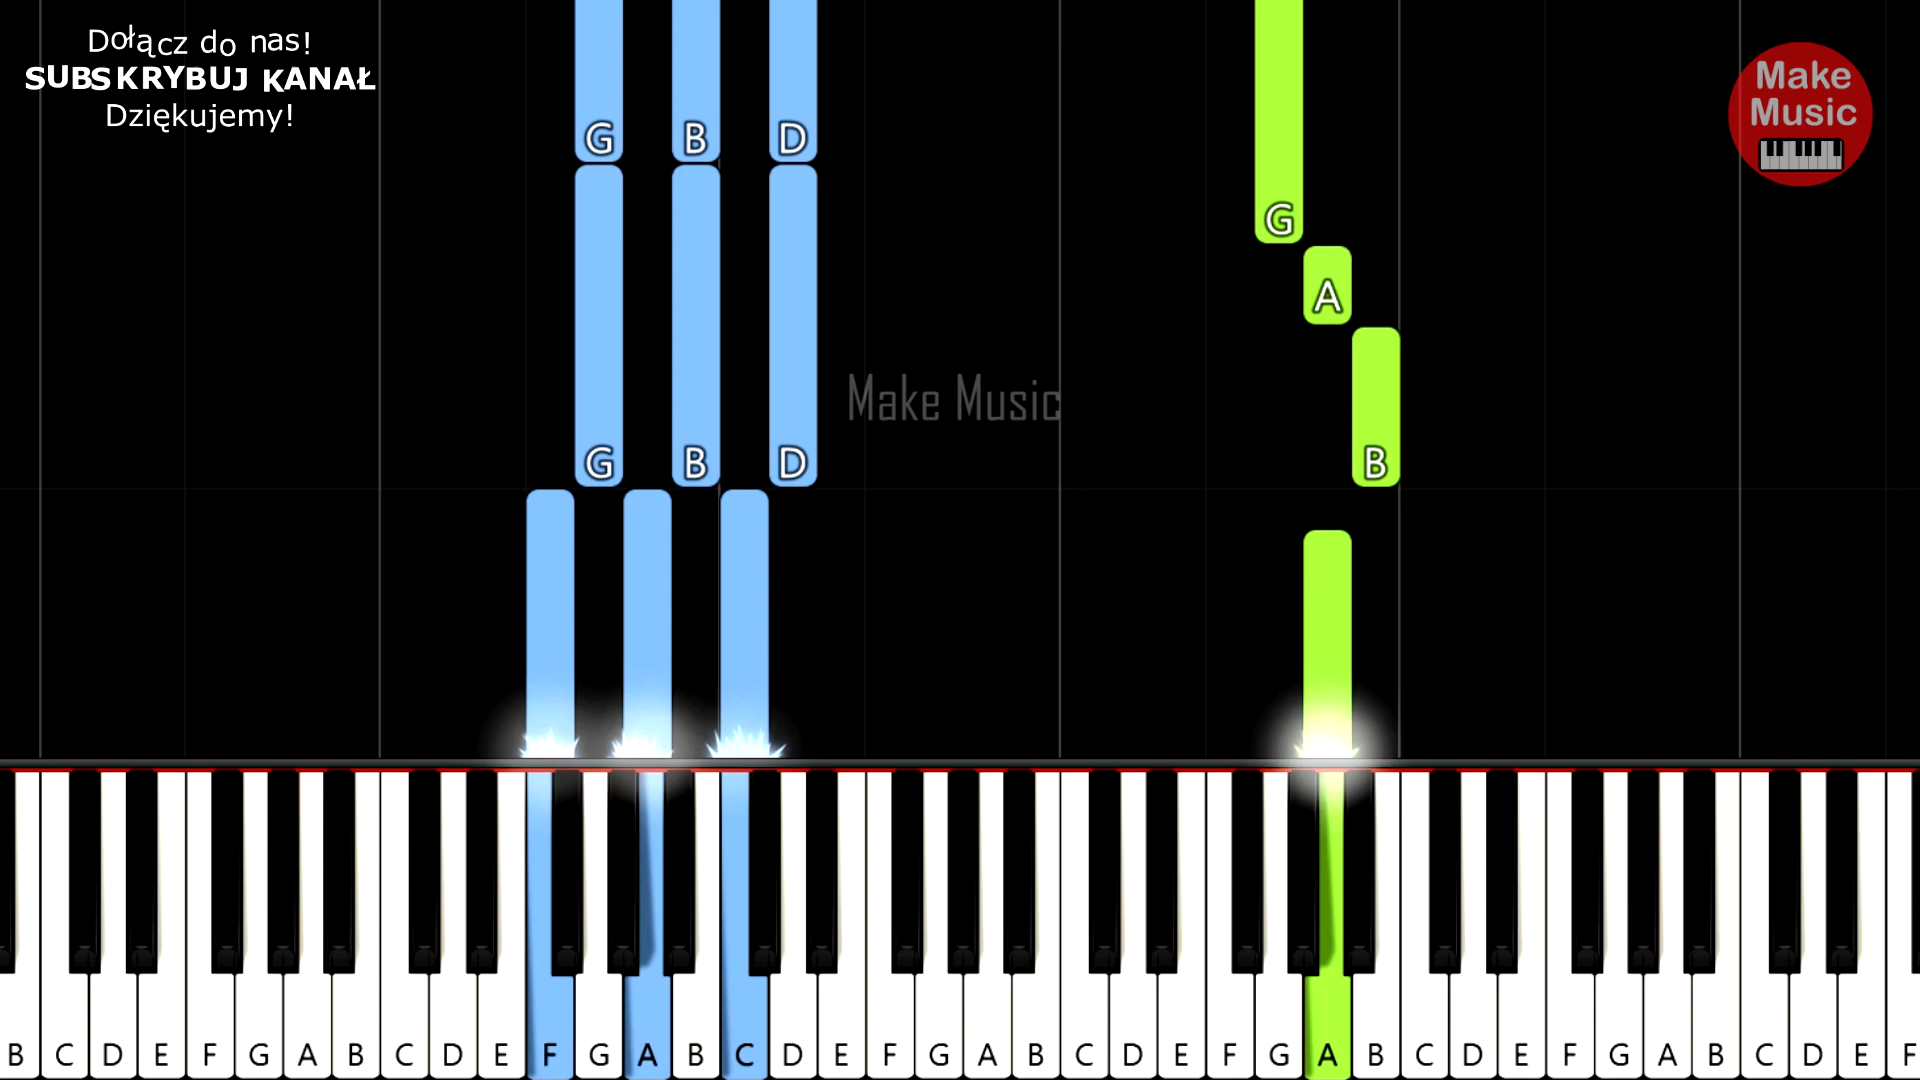 Dołącz do nas!
SUBSKRYBUJ KANAŁ
Dziękujemy!
Make
Music
G B D G
A
Make Music
G B D B
B C D E F G A B C D E F G A B C D E F G A B C D E F G A B C D E F G A B C D E F